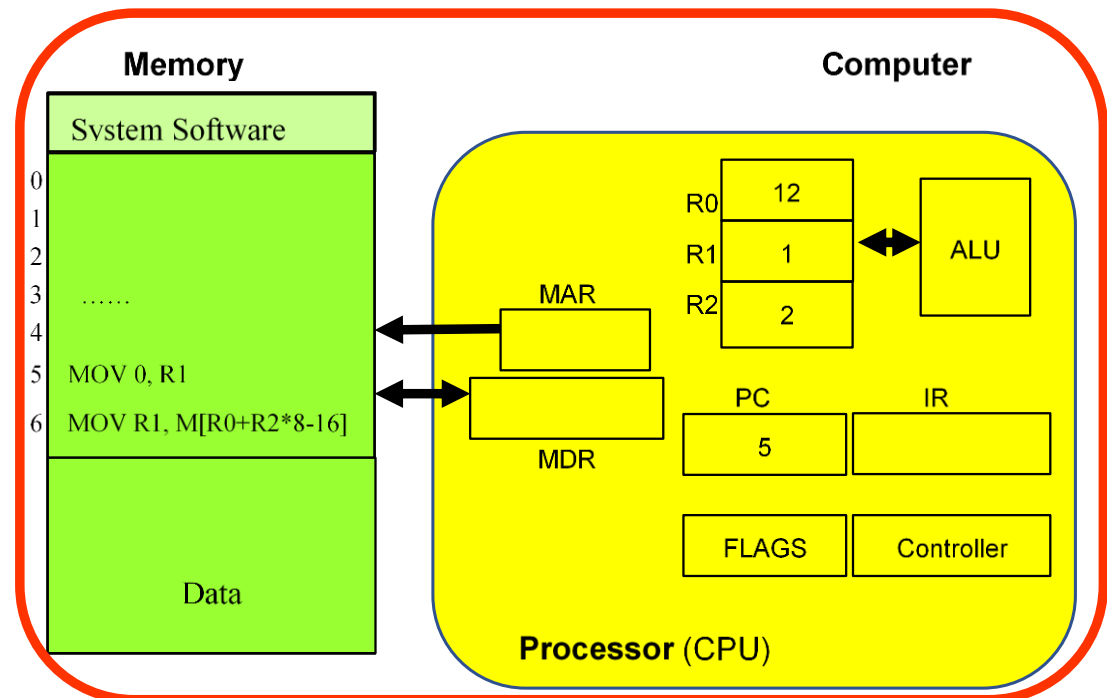 Memory
Computer
System Software
0
1
2
3 ......
4
5 MOV 0, R1
6 MOV R1, M[R0+R2*8-16]
Data
MAR
MDR
R0 12
R1 1
R2 2
ALU
PC
IR
5
FLAGS
Controller
Processor (CPU)